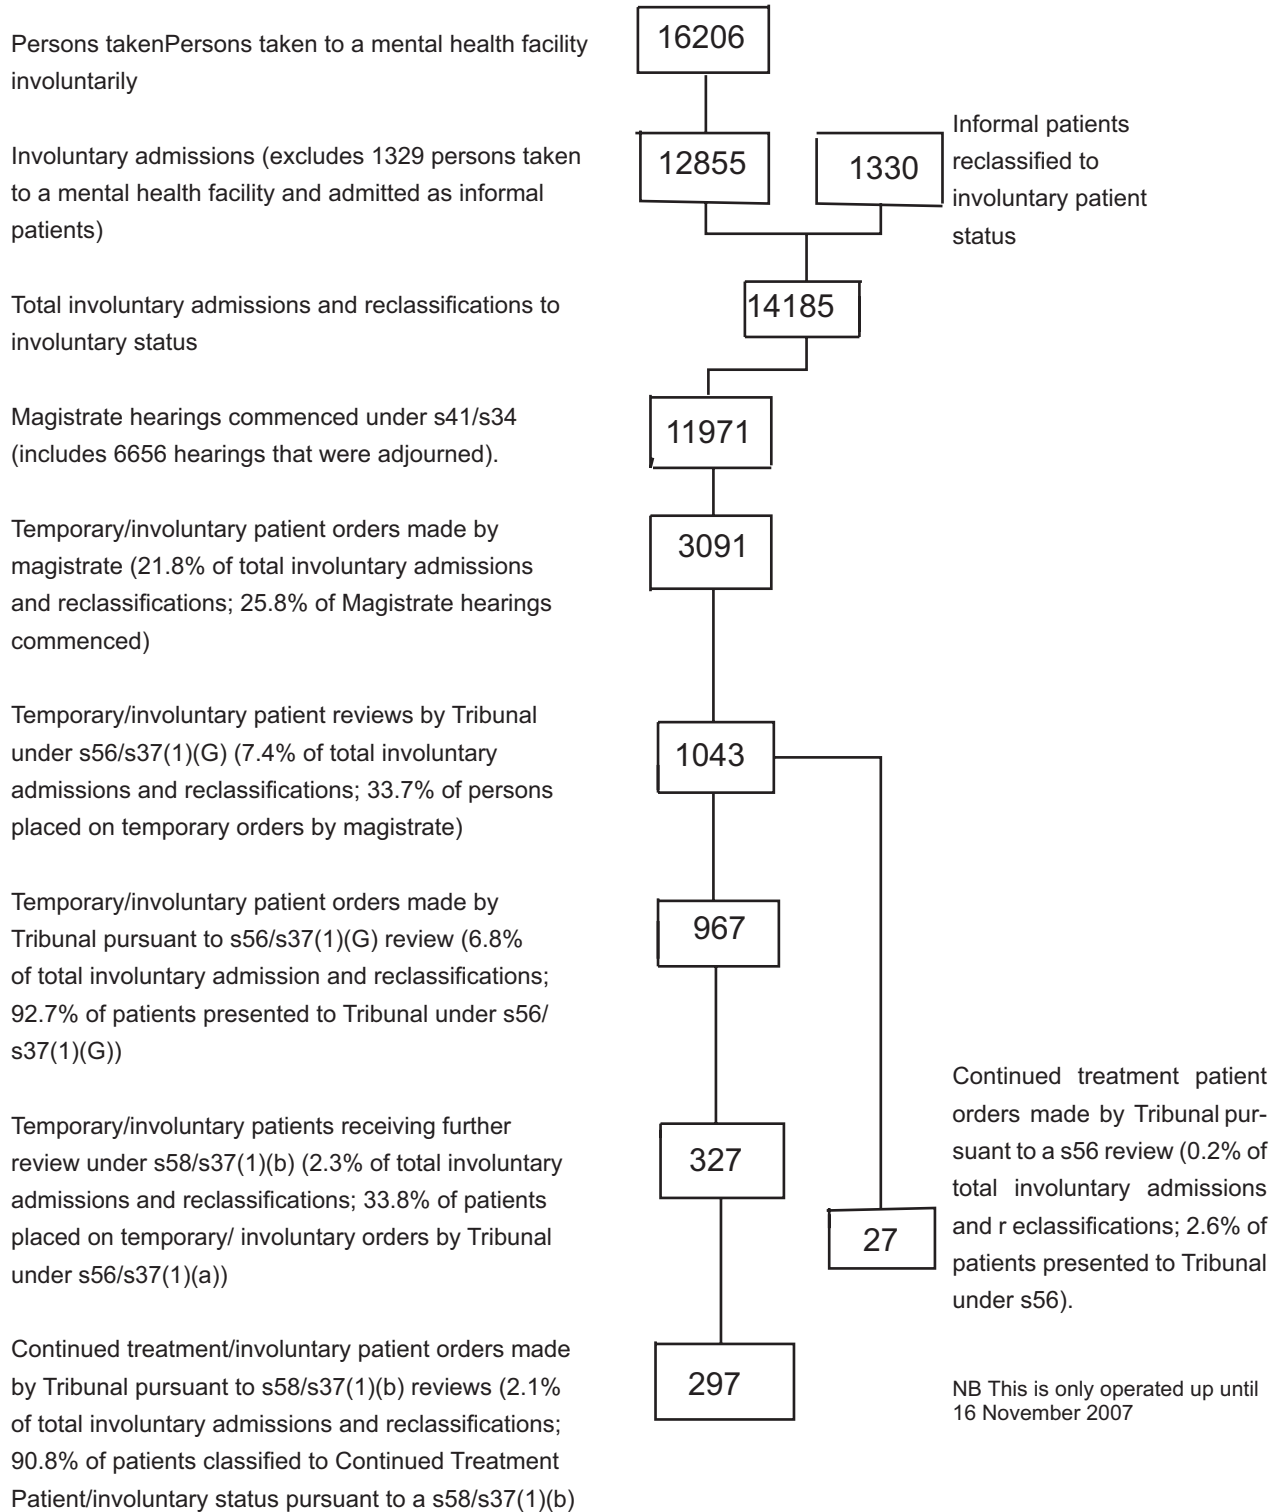 Persons takenPersons taken to a mental health facility
involuntarily
16206
Involuntary admissions (excludes 1329 persons taken
to a mental health facility and admitted as informal
patients)
12855
1330
Informal patients
reclassified to
involuntary patient
status
Total involuntary admissions and reclassifications to
involuntary status
14185
Magistrate hearings commenced under s41/s34
(includes 6656 hearings that were adjourned).
11971
Temporary/involuntary patient orders made by
magistrate (21.8% of total involuntary admissions
and reclassifications; 25.8% of Magistrate hearings
commenced)
3091
Temporary/involuntary patient reviews by Tribunal
under s56/s37(1)(G) (7.4% of total involuntary
admissions and reclassifications; 33.7% of persons
placed on temporary orders by magistrate)
1043
Temporary/involuntary patient orders made by
Tribunal pursuant to s56/s37(1)(G) review (6.8%
of total involuntary admission and reclassifications;
92.7% of patients presented to Tribunal under s56/
s37(1)(G))
967
Temporary/involuntary patients receiving further
review under s58/s37(1)(b) (2.3% of total involuntary
admissions and reclassifications; 33.8% of patients
placed on temporary/ involuntary orders by Tribunal
under s56/s37(1)(a))
327
27
Continued treatment patient
orders made by Tribunal pur-
suant to a s56 review (0.2% of
total involuntary admissions
and r eclassifications; 2.6% of
patients presented to Tribunal
under s56).
Continued treatment/involuntary patient orders made
by Tribunal pursuant to s58/s37(1)(b) reviews (2.1%
of total involuntary admissions and reclassifications;
90.8% of patients classified to Continued Treatment
Patient/involuntary status pursuant to a s58/s37(1)(b)
297
NB This is only operated up until
16 November 2007